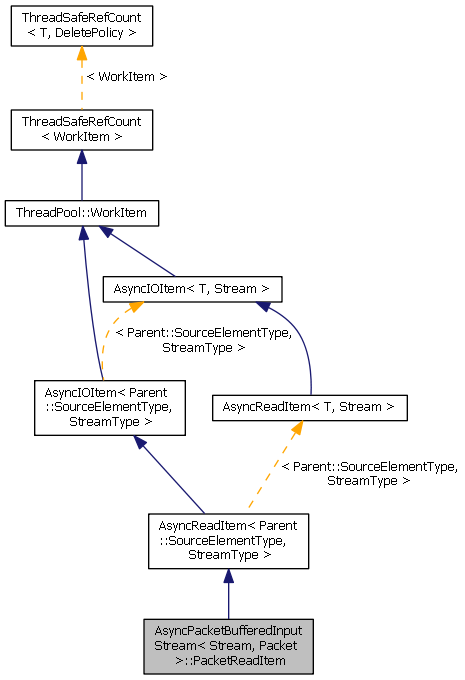 ThreadSafeRefCount
< T, DeletePolicy >
< WorkItem >
ThreadSafeRefCount
< WorkItem >
ThreadPool::WorkItem
AsyncIOItem< T, Stream >
< Parent::SourceElementType,
StreamType >
AsyncIOItem< Parent
::SourceElementType,
StreamType >
AsyncReadItem< T, Stream >
< Parent::SourceElementType,
StreamType >
AsyncReadItem< Parent
::SourceElementType,
StreamType >
AsyncPacketBufferedInput
Stream< Stream, Packet
>::PacketReadItem